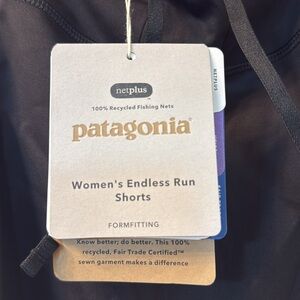 netplus
100% Recycled Fishing Nets
patagonia®
Women's Endless Run
Shorts
FORMFITTING
Know better; do better. This 100%
recycled, Fair Trade Certified™
sewn garment makes a difference
NETPLUS